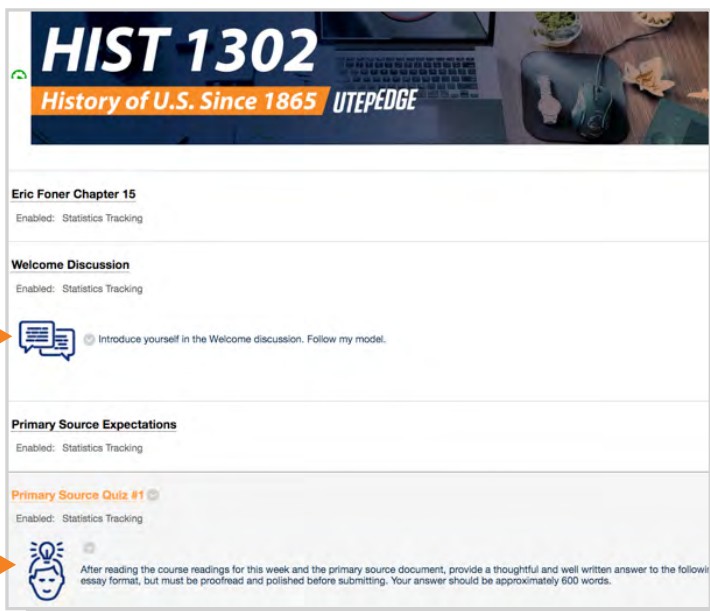 HIST 1302
History of U.S. Since 1865 UTEPEDGE
Eric Foner Chapter 15
Enabled: Statistics Tracking
Welcome Discussion
Enabled: Statistics Tracking
Introduce yourself in the Welcome discussion. Follow my model.
Primary Source Expectations
Enabled: Statistics Tracking
Primary Source Quiz #1
Enabled: Statistics Tracking
After reading the course readings for this week and the primary source document, provide a thoughtful and well written answer to the followi
essay format, but must be proofread and polished before submitting. Your answer should be approximately 600 words.